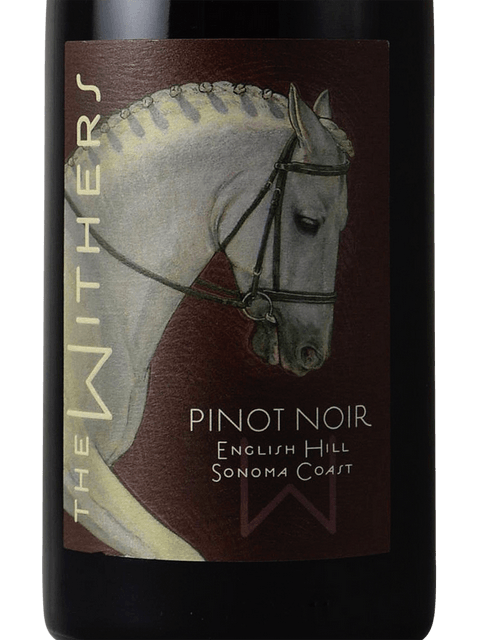 THE WITHERS
PINOT NOIR
ENGLISH HILL
SONOMA COAST
W